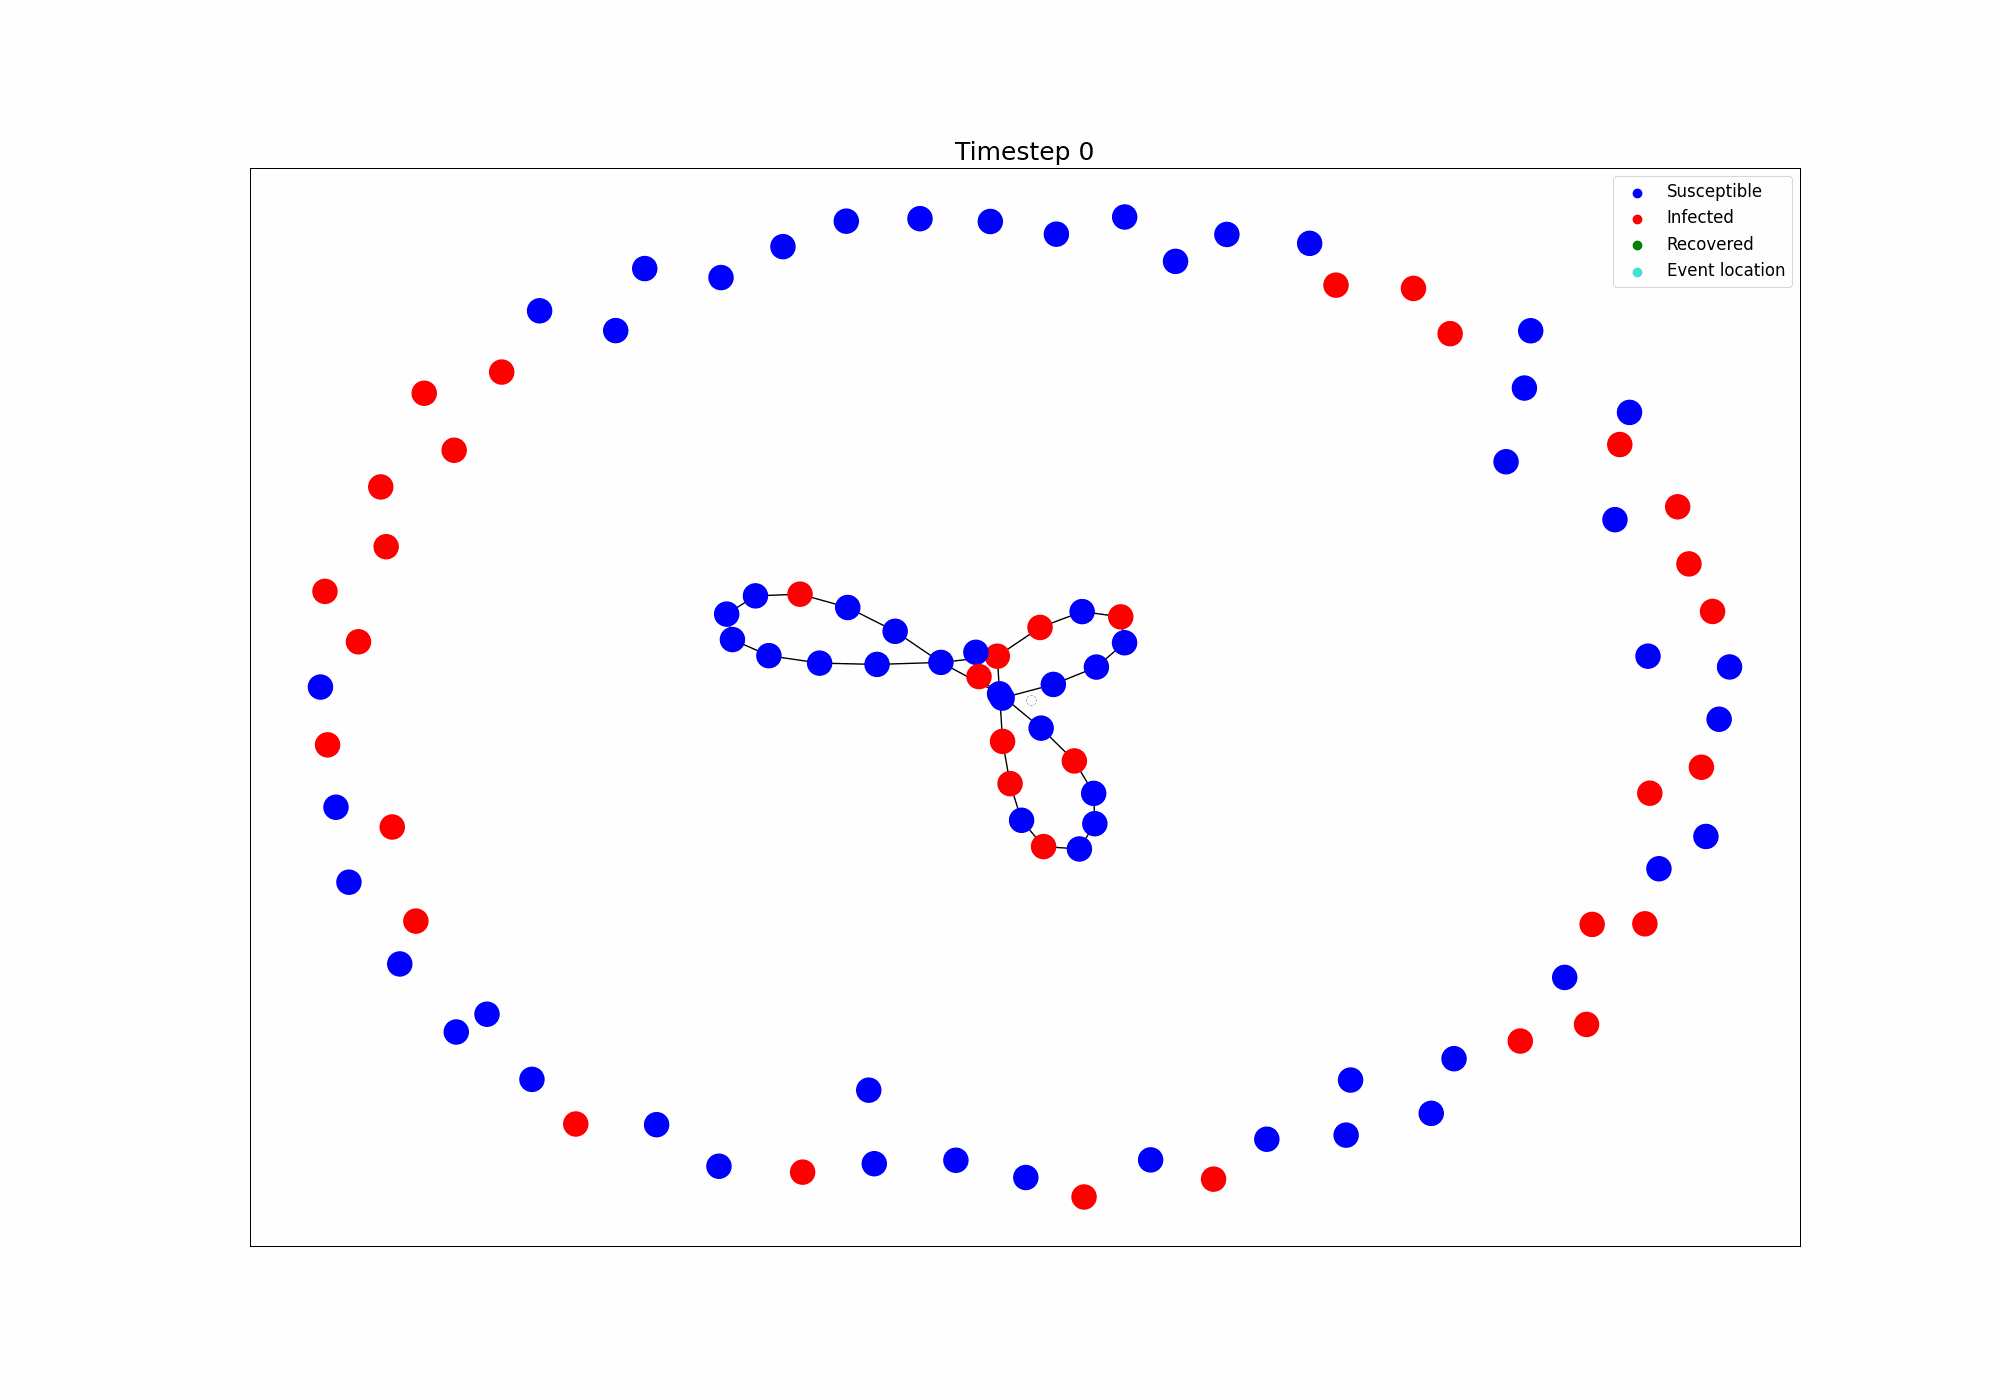 Timestep 0
Susceptible
Infected
Recovered
Event location